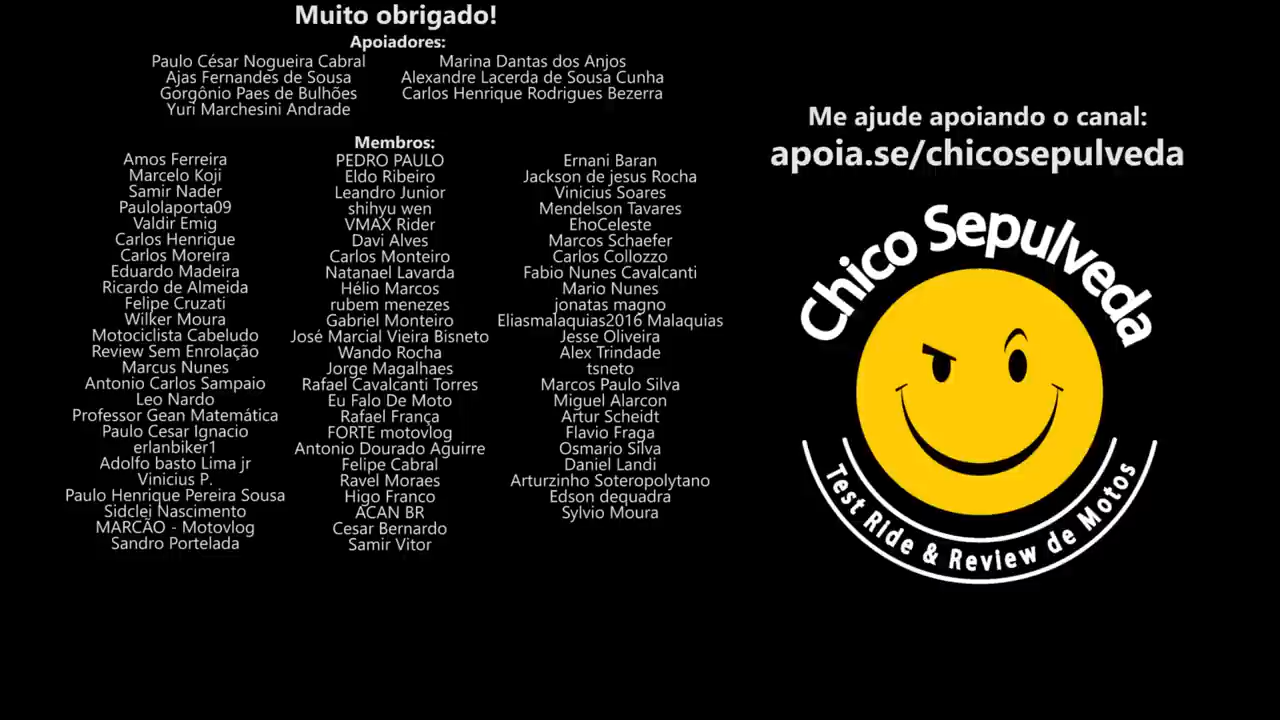 Muito obrigado!
Apoiadores:
Paulo César Nogueira Cabral
Ajas Fernandes de Sousa
Gorgônio Paes de Bulhões
Yuri Marchesini Andrade
Marina Dantas dos Anjos
Alexandre Lacerda de Sousa Cunha
Carlos Henrique Rodrigues Bezerra
Membros:
Amos Ferreira
Marcelo Koji
Samir Nader
Paulolaporta09
Valdir Emig
Carlos Henrique
Carlos Moreira
Eduardo Madeira
Ricardo de Almeida
Felipe Cruzati
Wilker Moura
Motociclista Cabeludo
Review Sem Enrolação
Marcus Nunes
Antonio Carlos Sampaio
Leo Nardo
Professor Gean Matemática
Paulo Cesar Ignacio
erlanbiker1
Adolfo basto Lima jr
Vinicius P.
Paulo Henrique Pereira Sousa
Sidclei Nascimento
MARCÃO - Motovlog
Sandro Portelada
PEDRO PAULO
Eldo Ribeiro
Leandro Junior
shihyu wen
VMAX Rider
Davi Alves
Carlos Monteiro
Natanael Lavarda
Hélio Marcos
rubem menezes
Gabriel Monteiro
José Marcial Vieira Bisneto
Wando Rocha
Jorge Magalhaes
Rafael Cavalcanti Torres
Eu Falo De Moto
Rafael França
FORTE motovlog
Antonio Dourado Aguirre
Felipe Cabral
Ravel Moraes
Higo Franco
ACAN BR
Cesar Bernardo
Samir Vitor
Ernani Baran
Jackson de jesus Rocha
Vinicius Soares
Mendelson Tavares
EhoCeleste
Marcos Schaefer
Carlos Collozzo
Fabio Nunes Cavalcanti
Mario Nunes
jonatas magno
Eliasmalaquias2016 Malaquias
Jesse Oliveira
Alex Trindade
tsneto
Marcos Paulo Silva
Miguel Alarcon
Artur Scheidt
Flavio Fraga
Osmario Silva
Daniel Landi
Arturzinho Soteropolytano
Edson dequadra
Sylvio Moura
Me ajude apoiando o canal:
apoia.se/chicosepulveda
Chico Sepulveda
Test Ride & Review de Motos